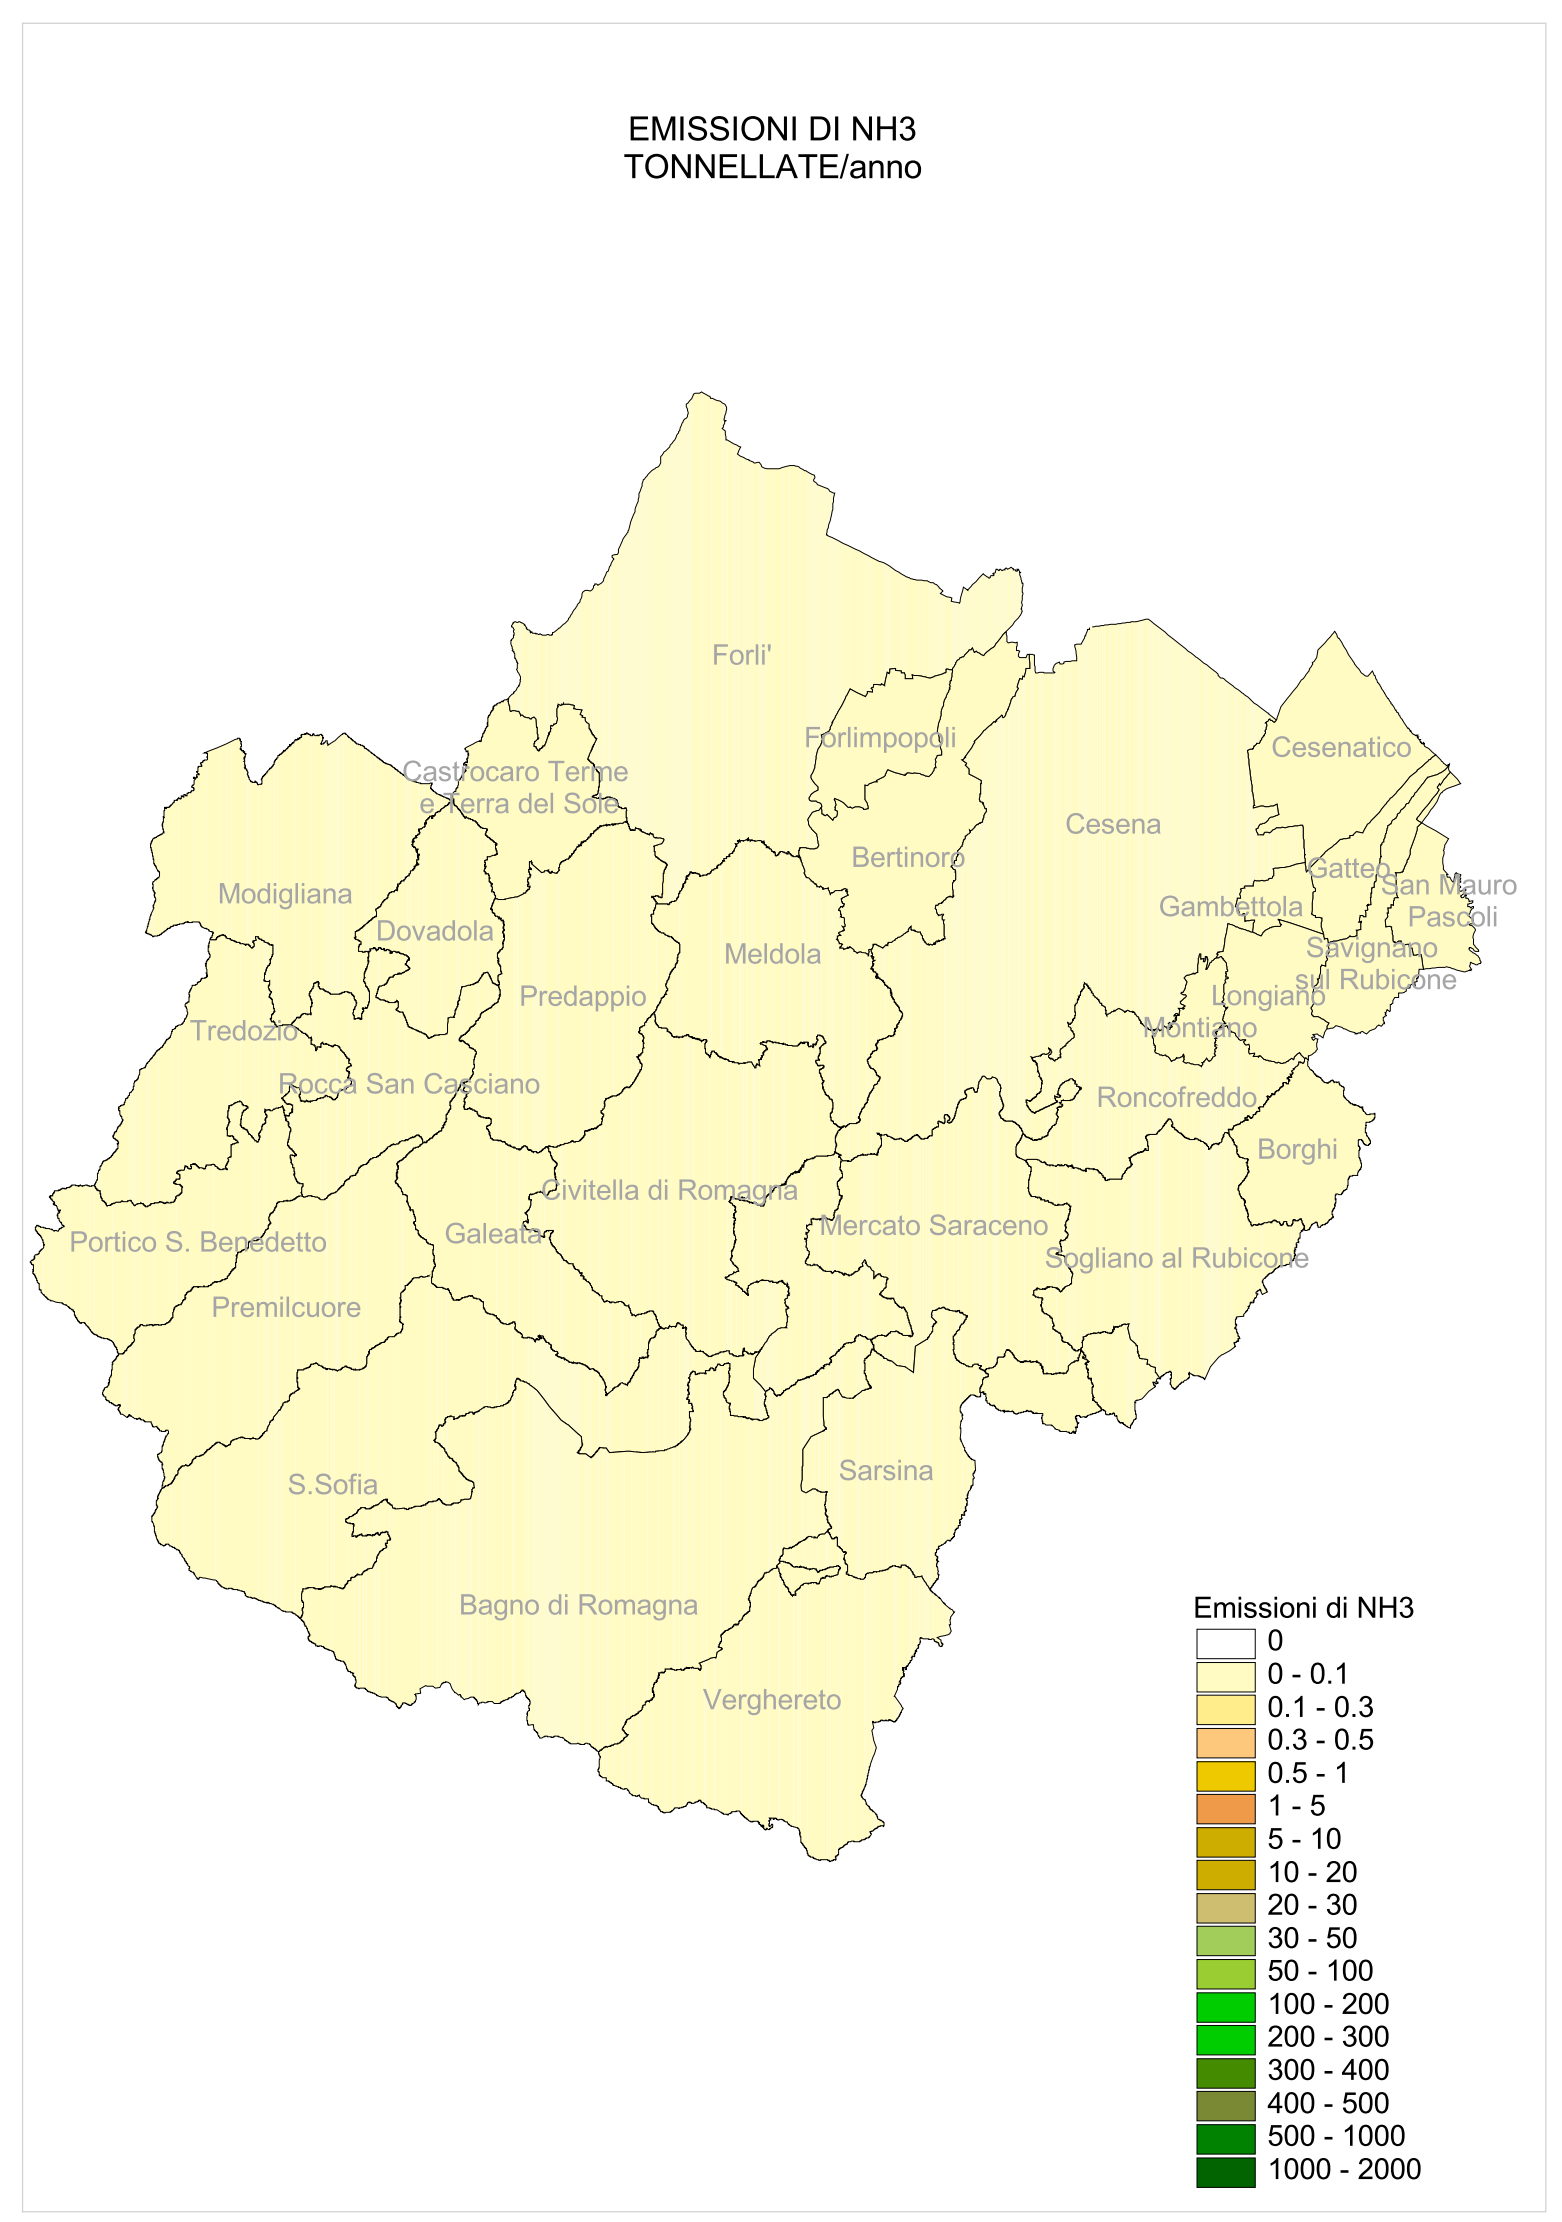 EMISSIONI DI NH3
TONNELLATE/anno
Forli'
Forlimpopoli
Cesenatico
Castrocaro Terme
e Terra del Sole
Cesena
Bertinoro
Gatteo
San Mauro
Pascoli
Modigliana
Gambettola
Dovadola
Savignano
sul Rubicone
Meldola
Predappio
Longiano
Montiano
Tredozio
Rocca San Casciano
Roncofreddo
Borghi
Civitella di Romagna
Mercato Saraceno
Galeata
Portico S. Benedetto
Sogliano al Rubicone
Premilcuore
Sarsina
S.Sofia
Bagno di Romagna
Verghereto
Emissioni di NH3
0
0 - 0.1
0.1 - 0.3
0.3 - 0.5
0.5 - 1
1 - 5
5 - 10
10 - 20
20 - 30
30 - 50
50 - 100
100 - 200
200 - 300
300 - 400
400 - 500
500 - 1000
1000 - 2000